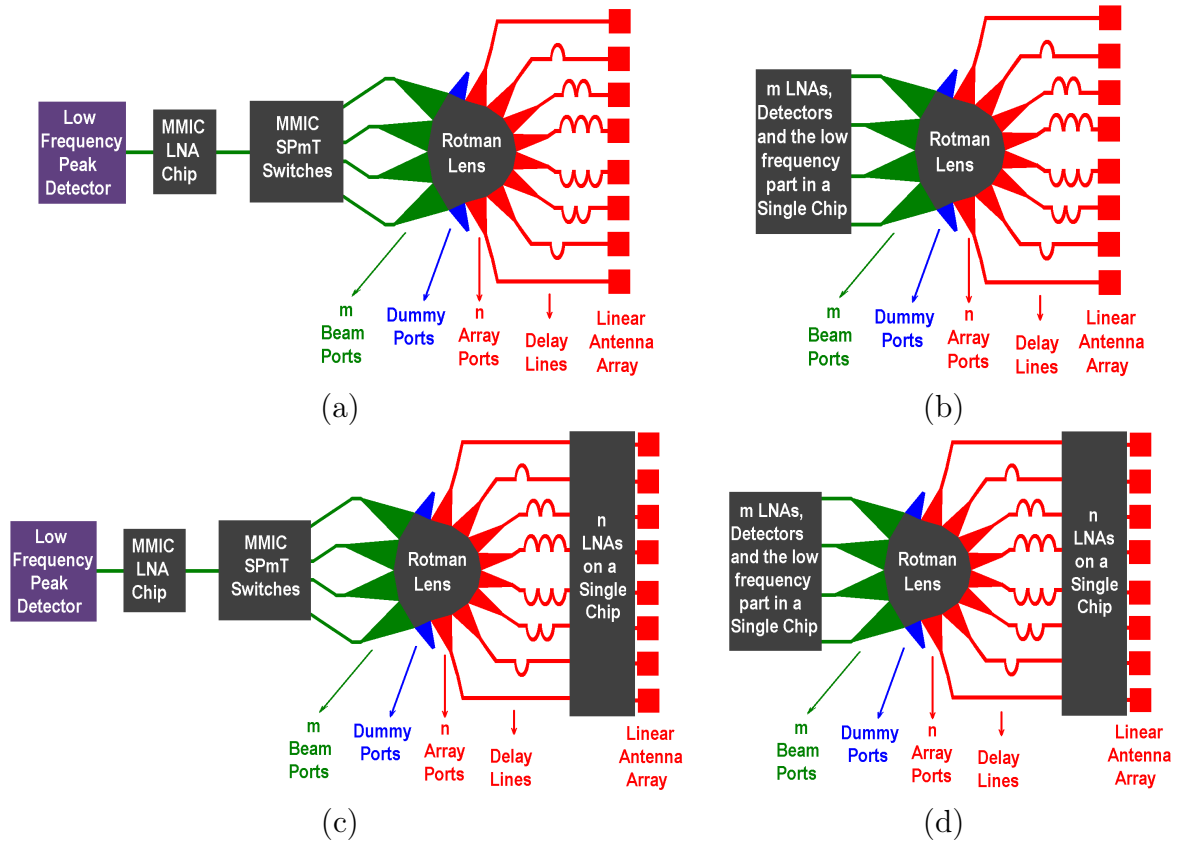 Low
Frequency
Peak
Detector
MMIC
LNA
Chip
MMIC
SPmT
Switches
Rotman
Lens
m
Beam
Ports
Dummy
Ports
n
Array
Ports
Delay
Lines
Linear
Antenna
Array
(a)
m LNAs,
Detectors
and the low
frequency
part in a
Single Chip
Rotman
Lens
m
Beam
Ports
Dummy
Ports
n
Array
Ports
Delay
Lines
Linear
Antenna
Array
(b)
Low
Frequency
Peak
Detector
MMIC
LNA
Chip
MMIC
SPmT
Switches
Rotman
Lens
n
LNAs
on a
Single
Chip
m
Beam
Ports
Dummy
Ports
n
Array
Ports
Delay
Lines
Linear
Antenna
Array
(c)
m LNAs,
Detectors
and the low
frequency
part in a
Single Chip
Rotman
Lens
n
LNAs
on a
Single
Chip
m
Beam
Ports
Dummy
Ports
n
Array
Ports
Delay
Lines
Linear
Antenna
Array
(d)